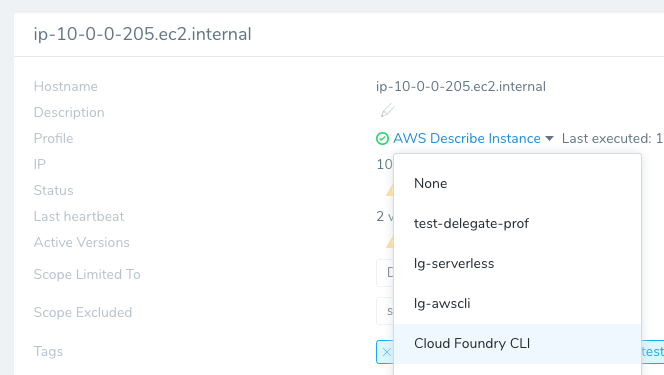 ip-10-0-0-205.ec2.internal
Hostname ip-10-0-0-205.ec2.internal
Description
Profile AWS Describe Instance Last executed: 1
IP 10
Status
Last heartbeat 2
Active Versions
Scope Limited To
Scope Excluded
Tags test
None
test-delegate-prof
lg-serverless
lg-awscli
Cloud Foundry CLI